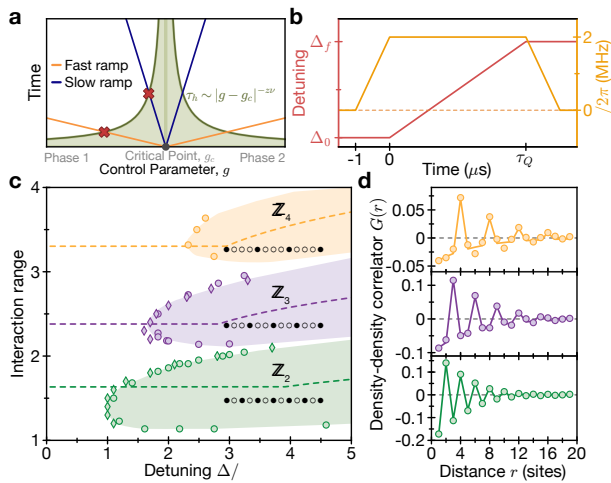 a
Time
Fast ramp
Slow ramp
τ_h ∼ |g − g_c|^{−zν}
Phase 1
Critical Point, g_c
Phase 2
Control Parameter, g
b
Detuning
Δ_f
Δ_0
2
0
/2π (MHz)
-1
0
τ_Q
Time (μs)
c
Interaction range
4
3
2
1
ℤ_4
ℤ_3
ℤ_2
0
1
2
3
4
5
Detuning Δ/
d
Density-density correlator G(r)
0.05
0
-0.05
0.1
0
-0.1
0.1
0
-0.1
-0.2
1
4
8
12
16
20
Distance r (sites)